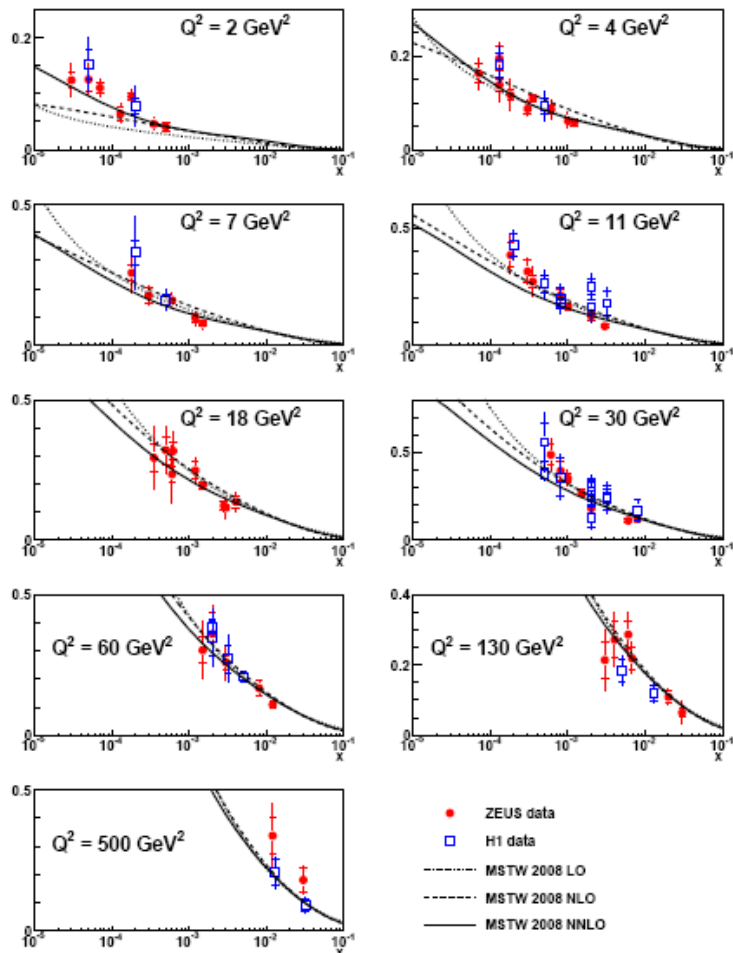 Q² = 2 GeV²
0.2
0
10⁻⁵ 10⁻⁴ 10⁻³ 10⁻² 10⁻¹
x
Q² = 4 GeV²
0.2
0
10⁻⁵ 10⁻⁴ 10⁻³ 10⁻² 10⁻¹
x
0.5
Q² = 7 GeV²
0
10⁻⁵ 10⁻⁴ 10⁻³ 10⁻² 10⁻¹
x
Q² = 11 GeV²
0.5
0
10⁻⁵ 10⁻⁴ 10⁻³ 10⁻² 10⁻¹
x
0.5
Q² = 18 GeV²
0
10⁻⁵ 10⁻⁴ 10⁻³ 10⁻² 10⁻¹
x
Q² = 30 GeV²
0.5
0
10⁻⁵ 10⁻⁴ 10⁻³ 10⁻² 10⁻¹
x
0.5
Q² = 60 GeV²
0
10⁻⁵ 10⁻⁴ 10⁻³ 10⁻² 10⁻¹
x
0.4
Q² = 130 GeV²
0.2
0
10⁻⁵ 10⁻⁴ 10⁻³ 10⁻² 10⁻¹
x
0.5
Q² = 500 GeV²
0
10⁻⁵ 10⁻⁴ 10⁻³ 10⁻² 10⁻¹
x
ZEUS data
H1 data
MSTW 2008 LO
MSTW 2008 NLO
MSTW 2008 NNLO